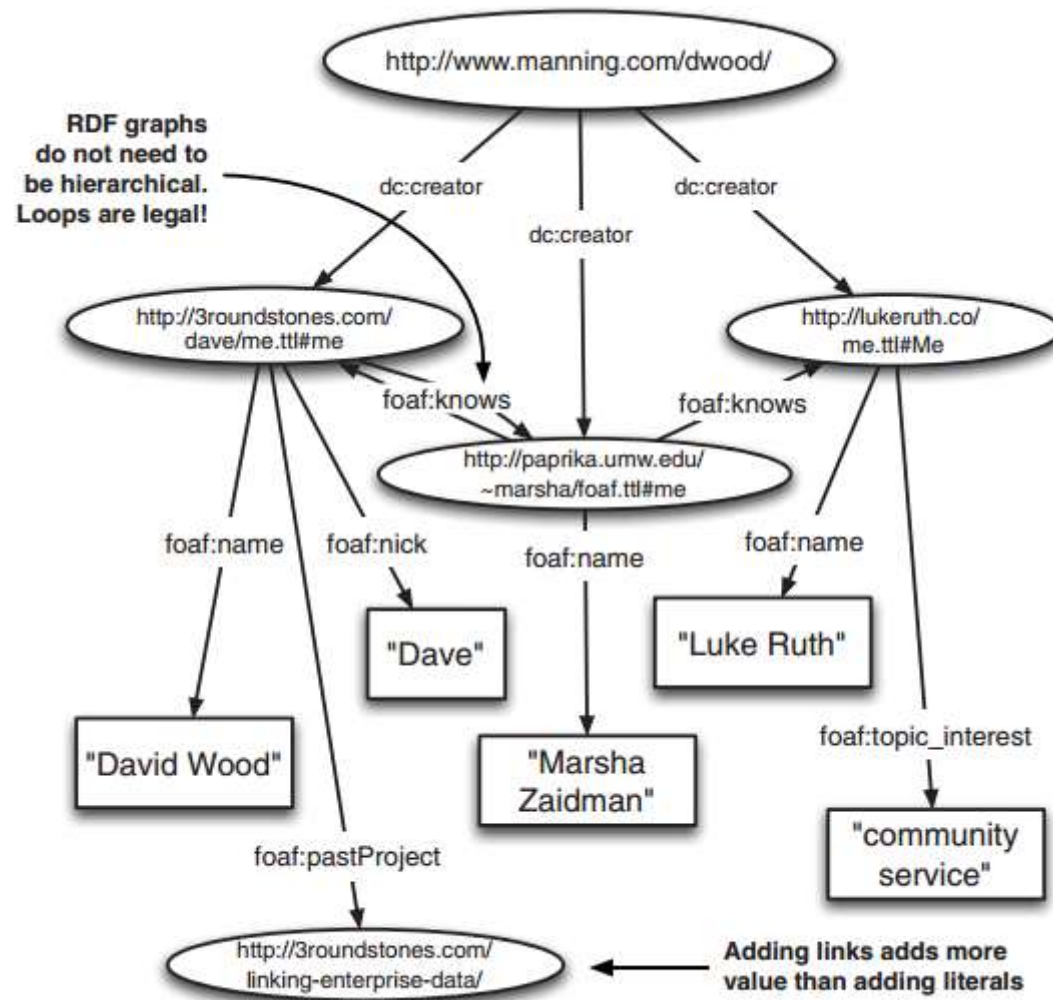 http://www.manning.com/dwood/
RDF graphs
do not need to
be hierarchical.
Loops are legal!
dc:creator
dc:creator
dc:creator
http://3roundstones.com/
dave/me.ttl#me
http://lukeruth.co/
me.ttl#Me
foaf:knows
foaf:knows
http://paprika.umw.edu/
~marsha/foaf.ttl#me
foaf:name
foaf:nick
foaf:name
foaf:name
"Dave"
"Luke Ruth"
"David Wood"
"Marsha
Zaidman"
foaf:topic_interest
"community
service"
foaf:pastProject
http://3roundstones.com/
linking-enterprise-data/
Adding links adds more
value than adding literals